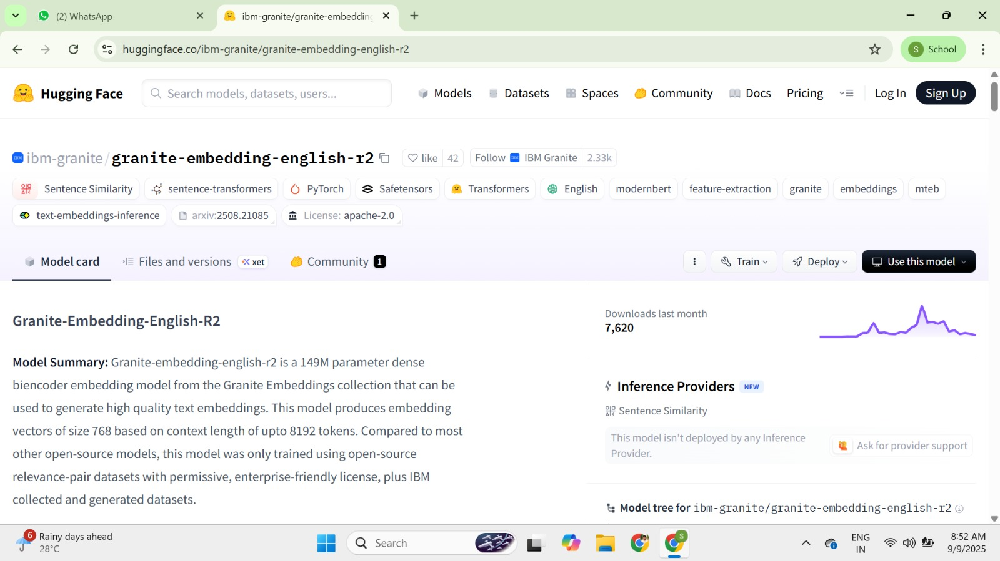 (2) WhatsApp
ibm-granite/granite-embedding
huggingface.co/ibm-granite/granite-embedding-english-r2
S School
Hugging Face
Search models, datasets, users...
Models Datasets Spaces Community Docs Pricing Log In Sign Up
ibm-granite/granite-embedding-english-r2 like 42 Follow IBM IBM Granite 2.33k
Sentence Similarity sentence-transformers PyTorch Safetensors Transformers English modernbert feature-extraction granite embeddings mteb
text-embeddings-inference arxiv:2508.21085 License: apache-2.0
Model card Files and versions xet Community 1 Train Deploy Use this model
Granite-Embedding-English-R2
Model Summary: Granite-embedding-english-r2 is a 149M parameter dense
biencoder embedding model from the Granite Embeddings collection that can be
used to generate high quality text embeddings. This model produces embedding
vectors of size 768 based on context length of upto 8192 tokens. Compared to most
other open-source models, this model was only trained using open-source
relevance-pair datasets with permissive, enterprise-friendly license, plus IBM
collected and generated datasets.
Downloads last month
7,620
Inference Providers NEW
Sentence Similarity
This model isn't deployed by any Inference
Provider.
Ask for provider support
Model tree for ibm-granite/granite-embedding-english-r2
6
Rainy days ahead
28°C
Search
S
ENG
IN
8:52 AM
9/9/2025